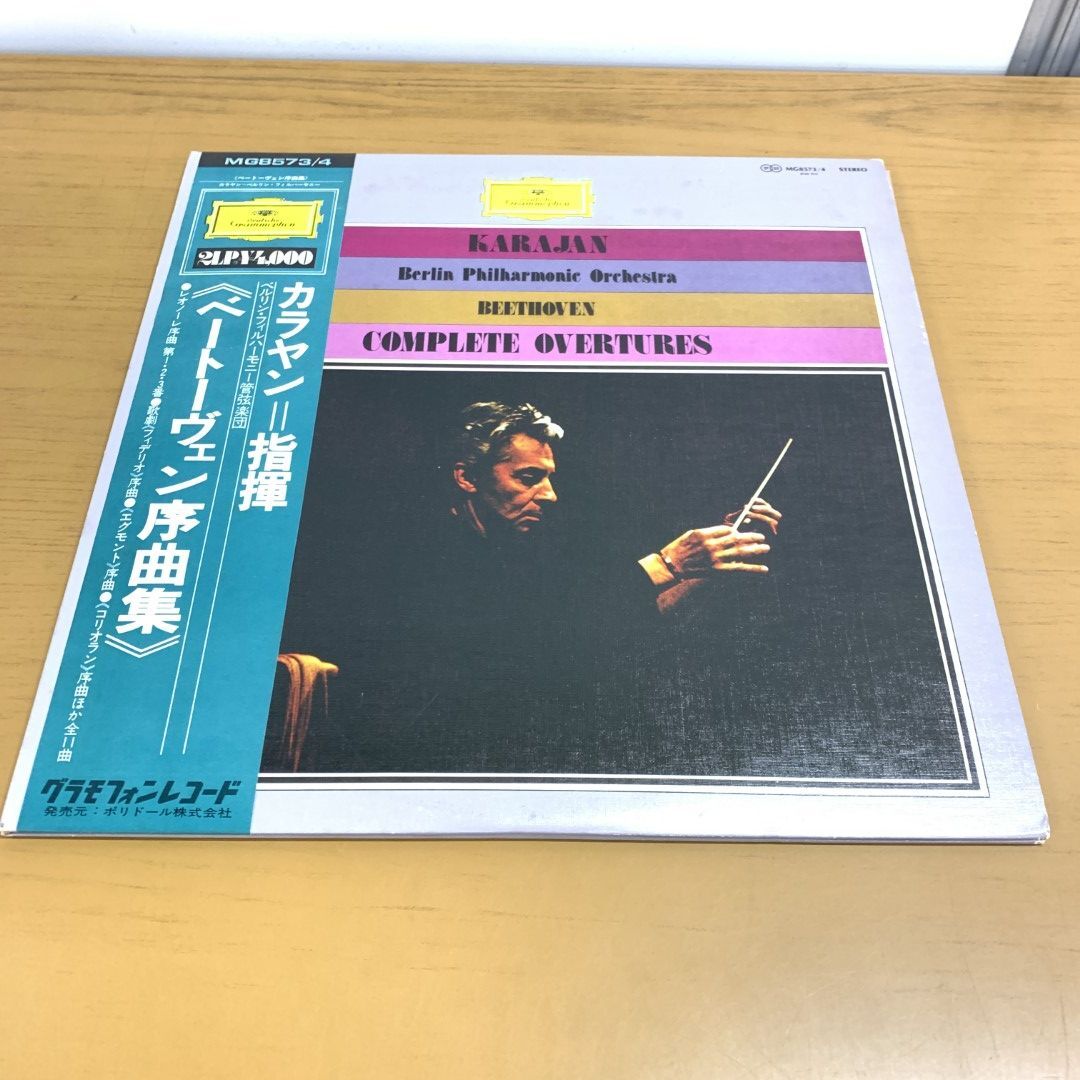 MG8573/4
《ベートーヴェン序曲集》
カラヤン=ベルリン・フィルハーモニー
Deutsche
Grammophon
2LP¥4,000
カラヤン=指揮
ベルリン・フィルハーモニー管弦楽団
《ベートーヴェン序曲集》
●レオノーレ序曲 第1・2・3番●歌劇《フィデリオ》序曲●《エグモント》序曲●《コリオラン》序曲ほか全11曲
グラモフォンレコード
発売元:ポリドール株式会社
MG8573/4
STEREO
Deutsche
Grammophon
KARAJAN
Berlin Philharmonic Orchestra
BEETHOVEN
COMPLETE OVERTURES